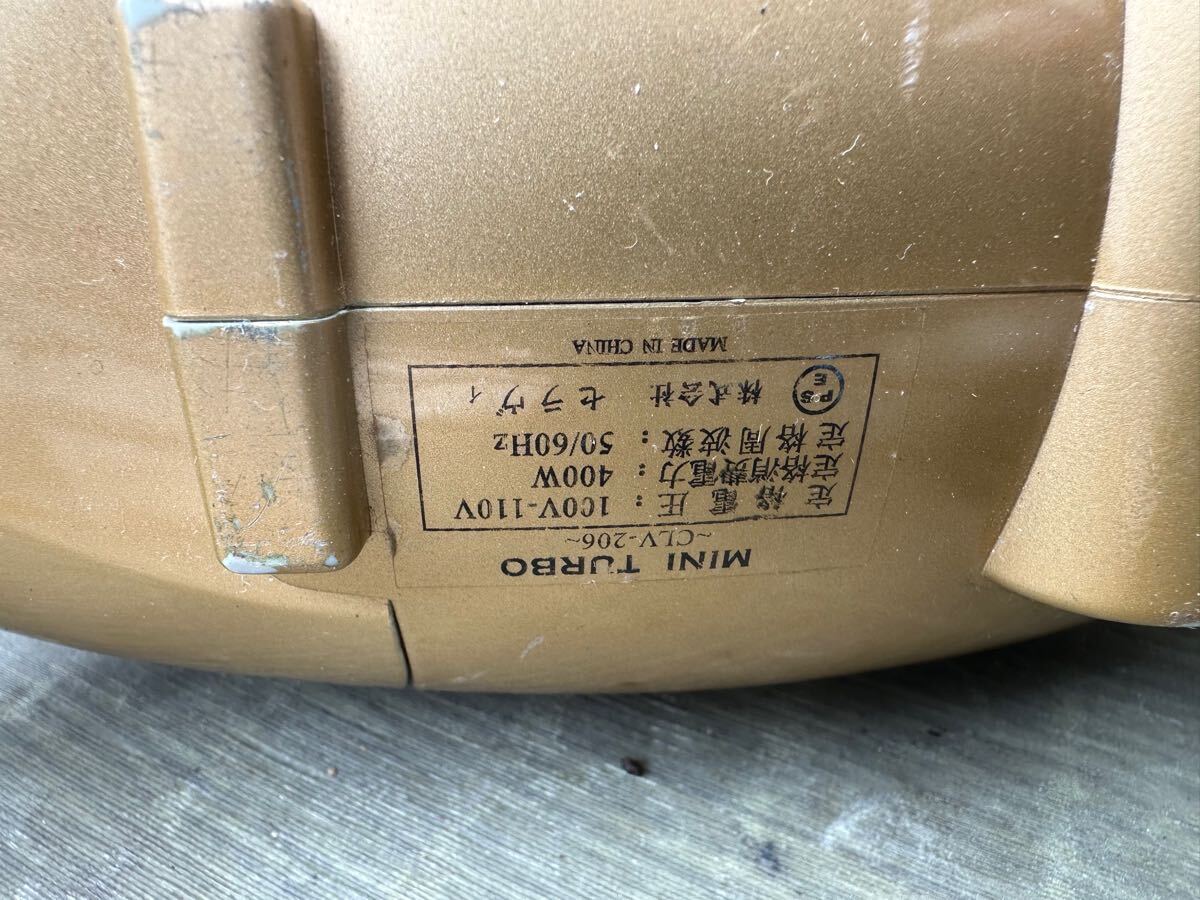 MINI TURBO
~CLV-206~
定格電圧：100V-110V
定格消費電力：400W
定格周波数：50/60Hz
PSE 株式会社 セラヴィ
MADE IN CHINA